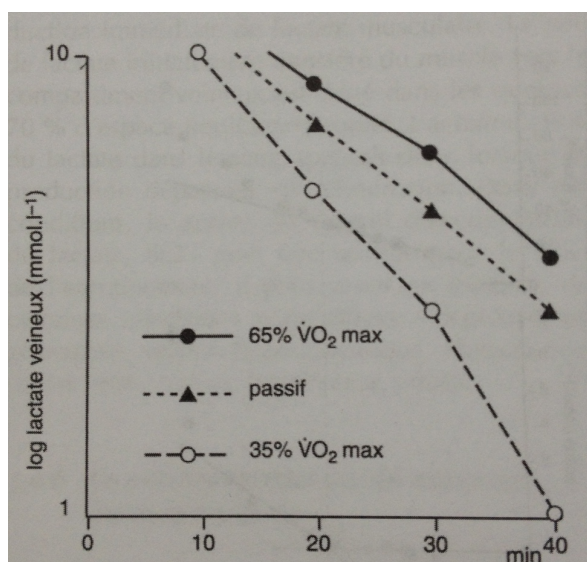 10
log lactate veineux (mmol.l–1)
65% V̇O2 max
passif
35% V̇O2 max
1
0
10
20
30
40
min